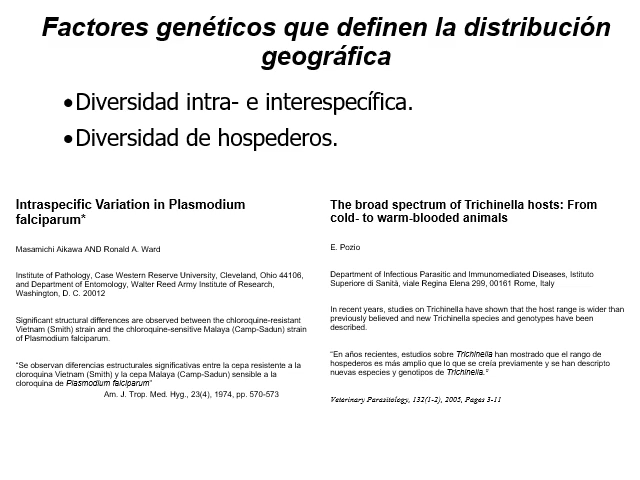 Factores genéticos que definen la distribución
geográfica
•Diversidad intra- e interespecífica.
•Diversidad de hospederos.
Intraspecific Variation in Plasmodium
falciparum*
Masamichi Aikawa AND Ronald A. Ward
Institute of Pathology, Case Western Reserve University, Cleveland, Ohio 44106,
and Department of Entomology, Walter Reed Army Institute of Research,
Washington, D. C. 20012
Significant structural differences are observed between the chloroquine-resistant
Vietnam (Smith) strain and the chloroquine-sensitive Malaya (Camp-Sadun) strain
of Plasmodium falciparum.
"Se observan diferencias estructurales significativas entre la cepa resistente a la
cloroquina Vietnam (Smith) y la cepa Malaya (Camp-Sadun) sensible a la
cloroquina de Plasmodium falciparum"
Am. J. Trop. Med. Hyg., 23(4), 1974, pp. 570-573
The broad spectrum of Trichinella hosts: From
cold- to warm-blooded animals
E. Pozio
Department of Infectious Parasitic and Immunomediated Diseases, Istituto
Superiore di Sanità, viale Regina Elena 299, 00161 Rome, Italy
In recent years, studies on Trichinella have shown that the host range is wider than
previously believed and new Trichinella species and genotypes have been
described.
"En años recientes, estudios sobre Trichinella han mostrado que el rango de
hospederos es más amplio que lo que se creía previamente y se han descripto
nuevas especies y genotipos de Trichinella."
Veterinary Parasitology, 132(1-2), 2005, Pages 3-11